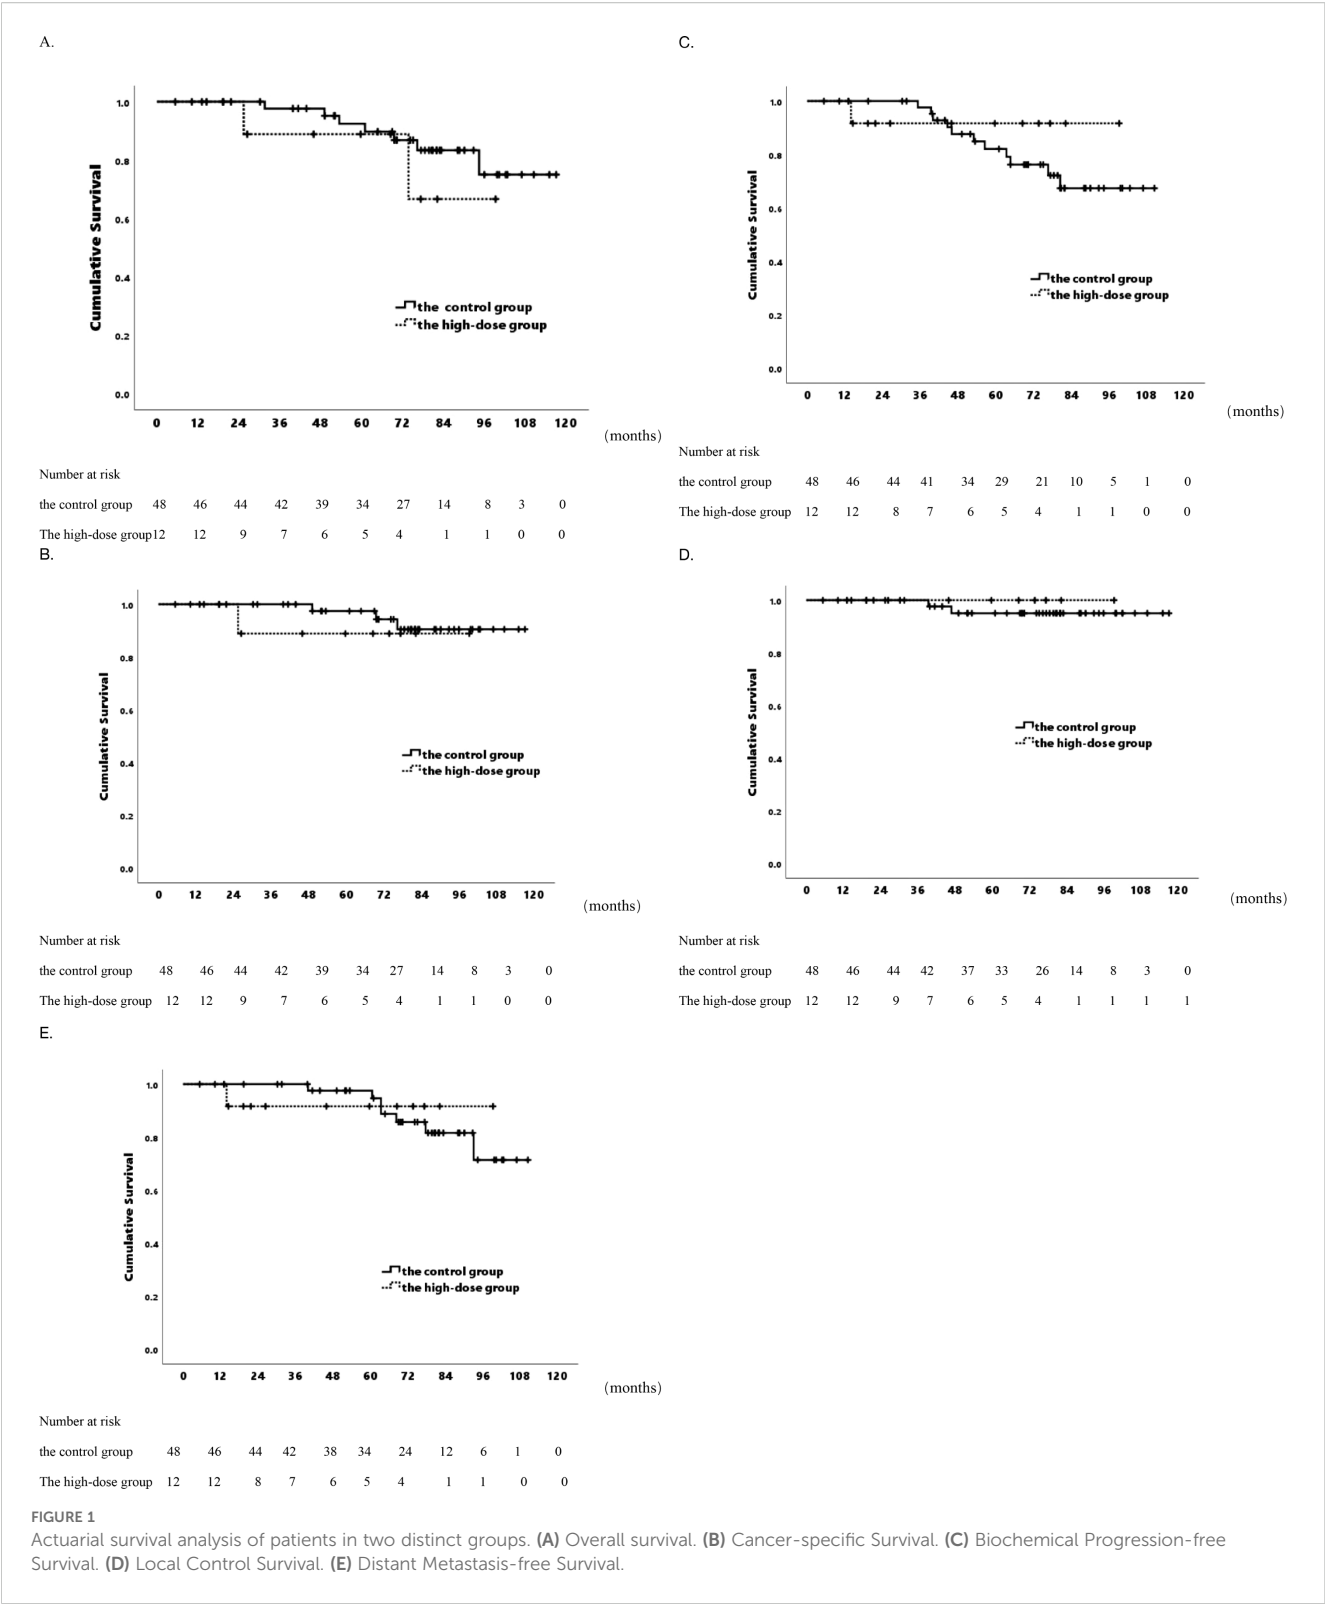 A.
1.0
0.8
0.6
0.4
0.2
0.0
Cumulative Survival
the control group
the high-dose group
0 12 24 36 48 60 72 84 96 108 120
(months)
Number at risk
the control group 48 46 44 42 39 34 27 14 8 3 0
The high-dose group12 12 9 7 6 5 4 1 1 0 0
B.
1.0
0.8
0.6
0.4
0.2
0.0
Cumulative Survival
the control group
the high-dose group
0 12 24 36 48 60 72 84 96 108 120
(months)
Number at risk
the control group 48 46 44 42 39 34 27 14 8 3 0
The high-dose group 12 12 9 7 6 5 4 1 1 0 0
C.
1.0
0.8
0.6
0.4
0.2
0.0
Cumulative Survival
the control group
the high-dose group
0 12 24 36 48 60 72 84 96 108 120
(months)
Number at risk
the control group 48 46 44 41 34 29 21 10 5 1 0
The high-dose group 12 12 8 7 6 5 4 1 1 0 0
D.
1.0
0.8
0.6
0.4
0.2
0.0
Cumulative Survival
the control group
the high-dose group
0 12 24 36 48 60 72 84 96 108 120
(months)
Number at risk
the control group 48 46 44 42 37 33 26 14 8 3 0
The high-dose group 12 12 9 7 6 5 4 1 1 1 1
E.
1.0
0.8
0.6
0.4
0.2
0.0
Cumulative Survival
the control group
the high-dose group
0 12 24 36 48 60 72 84 96 108 120
(months)
Number at risk
the control group 48 46 44 42 38 34 24 12 6 1 0
The high-dose group 12 12 8 7 6 5 4 1 1 0 0
FIGURE 1
Actuarial survival analysis of patients in two distinct groups. (A) Overall survival. (B) Cancer-specific Survival. (C) Biochemical Progression-free
Survival. (D) Local Control Survival. (E) Distant Metastasis-free Survival.